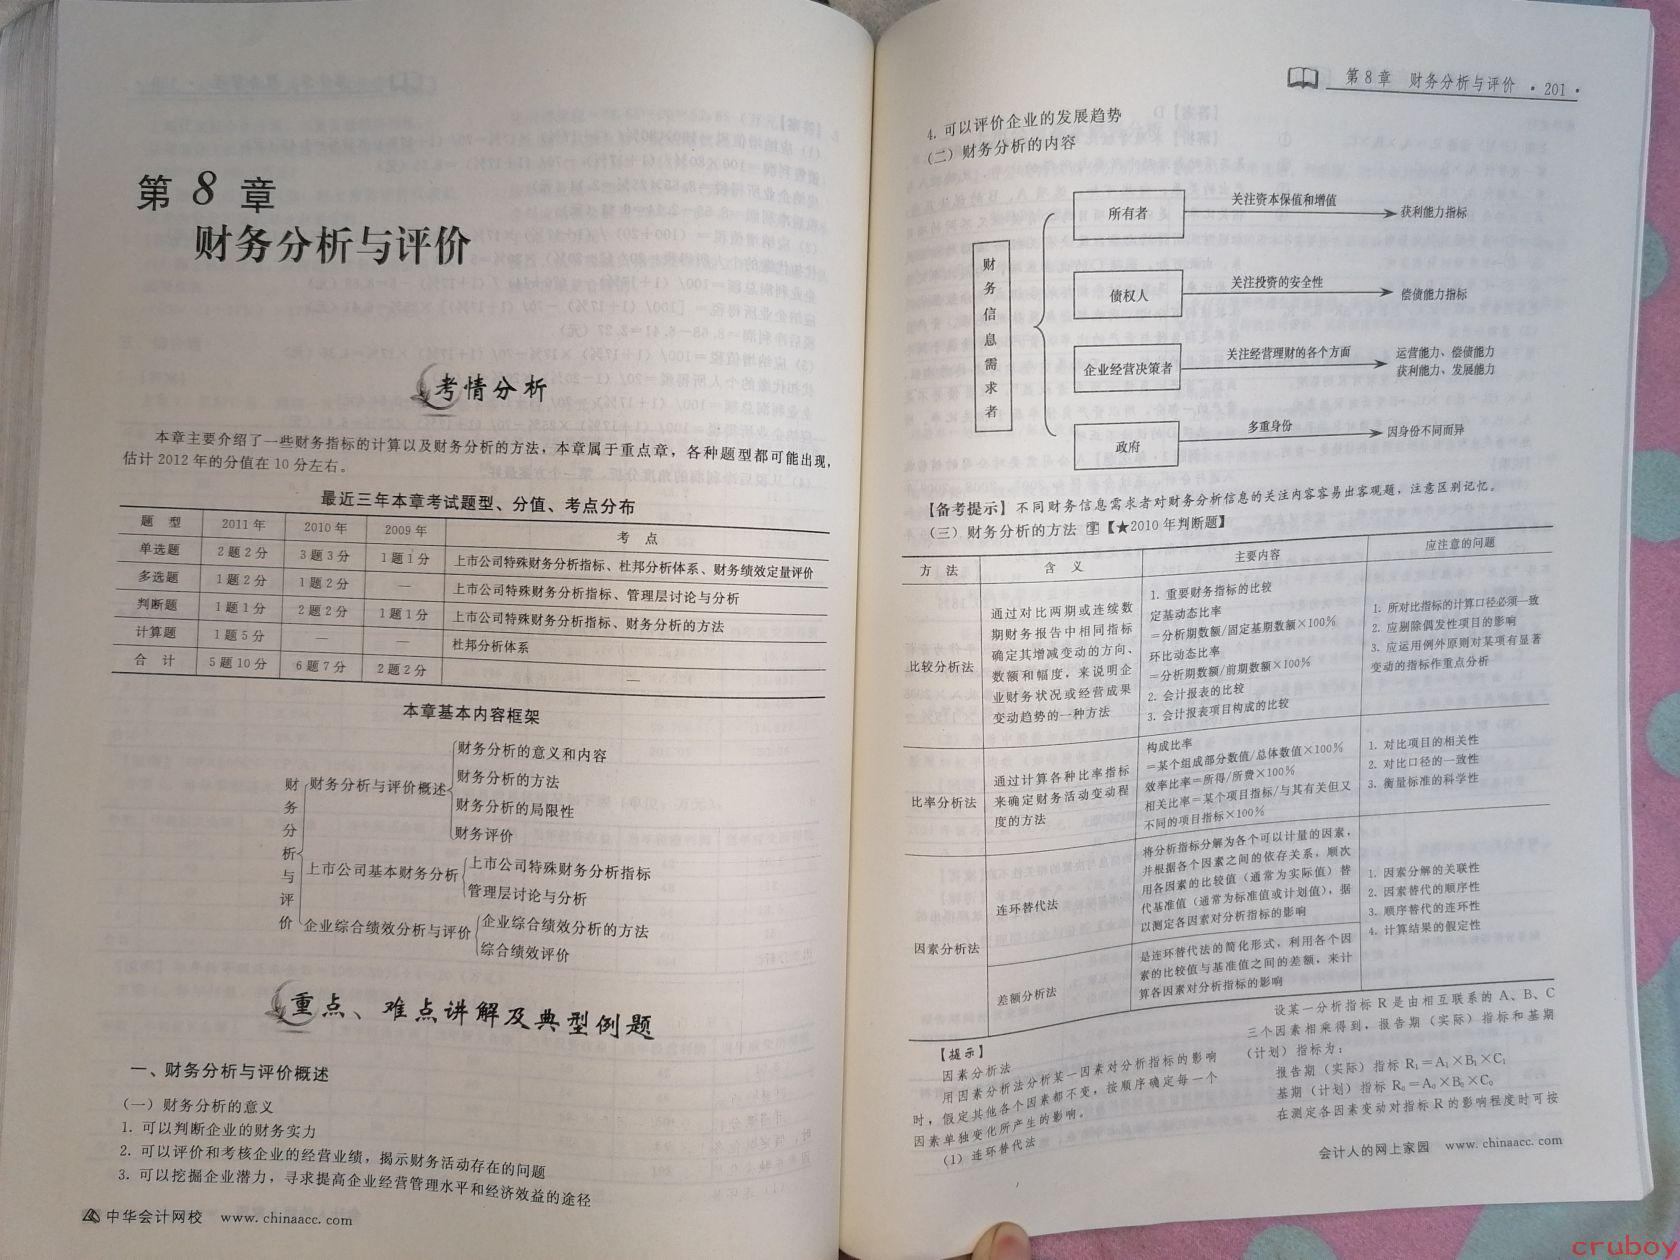 第 8 章
财务分析与评价
考情分析
本章主要介绍了一些财务指标的计算以及财务分析的方法，本章属于重点章，各种题型都可能出现，
估计 2012 年的分值在 10 分左右。
最近三年本章考试题型、分值、考点分布
题 型 2011 年 2010 年 2009 年 考 点
单选题 2 题 2 分 3 题 3 分 1 题 1 分 上市公司特殊财务分析指标、杜邦分析体系、财务绩效定量评价
多选题 1 题 2 分 1 题 2 分 — 上市公司特殊财务分析指标、管理层讨论与分析
判断题 1 题 1 分 2 题 2 分 1 题 1 分 上市公司特殊财务分析指标、财务分析的方法
计算题 1 题 5 分 — — 杜邦分析体系
合 计 5 题 10 分 6 题 7 分 2 题 2 分 —
本章基本内容框架
财务分析与评价
财务分析与评价概述
财务分析的意义和内容
财务分析的方法
财务分析的局限性
财务评价
上市公司基本财务分析
上市公司特殊财务分析指标
管理层讨论与分析
企业综合绩效分析与评价
企业综合绩效分析的方法
综合绩效评价
重点、难点讲解及典型例题
一、财务分析与评价概述
（一）财务分析的意义
1. 可以判断企业的财务实力
2. 可以评价和考核企业的经营业绩，揭示财务活动存在的问题
3. 可以挖掘企业潜力，寻求提高企业经营管理水平和经济效益的途径
中华会计网校 www.chinaacc.com
第 8 章 财务分析与评价 · 201 ·
4. 可以评价企业的发展趋势
（二）财务分析的内容
财务信息需求者
所有者 关注资本保值和增值 获利能力指标
债权人 关注投资的安全性 偿债能力指标
企业经营决策者 关注经营理财的各个方面 运营能力、偿债能力
获利能力、发展能力
政府 多重身份 因身份不同而异
【备考提示】不同财务信息需求者对财务分析信息的关注内容容易出客观题，注意区别记忆。
（三）财务分析的方法 【★2010 年判断题】
方 法 含 义 主要内容 应注意的问题
比较分析法
通过对比两期或连续数
期财务报告中相同指标
确定其增减变动的方向、
数额和幅度，来说明企
业财务状况或经营成果
变动趋势的一种方法
1. 重要财务指标的比较
定基动态比率
=分析期数额/固定基期数额×100%
环比动态比率
=分析期数额/前期数额×100%
2. 会计报表的比较
3. 会计报表项目构成的比较
1. 所对比指标的计算口径必须一致
2. 应剔除偶发性项目的影响
3. 应运用例外原则对某项有显著
变动的指标作重点分析
比率分析法
通过计算各种比率指标
来确定财务活动变动程
度的方法
构成比率
=某个组成部分数值/总体数值×100%
效率比率=所得/所费×100%
相关比率=某个项目指标/与其有关但又
不同的项目指标×100%
1. 对比项目的相关性
2. 对比口径的一致性
3. 衡量标准的科学性
因素分析法
连环替代法
将分析指标分解为各个可以计量的因素，
并根据各个因素之间的依存关系，顺次
用各因素的比较值（通常为实际值）替
代基准值（通常为标准值或计划值），据
以测定各因素对分析指标的影响
差额分析法
是连环替代法的简化形式，利用各个因
素的比较值与基准值之间的差额，来计
算各因素对分析指标的影响
1. 因素分解的关联性
2. 因素替代的顺序性
3. 顺序替代的连环性
4. 计算结果的假定性
【提示】
因素分析法
用因素分析法分析某一因素对分析指标的影响
时，假定其他各个因素都不变，按顺序确定每一个
因素单独变化所产生的影响。
（1）连环替代法
设某一分析指标 R 是由相互联系的 A、B、C
三个因素相乘得到，报告期（实际）指标和基期
（计划）指标为：
报告期（实际）指标 R₁=A₁×B₁×C₁
基期（计划）指标 R₀=A₀×B₀×C₀
在测定各因素变动对指标 R 的影响程度时可按
会计人的网上家园 www.chinaacc.com
cruboy